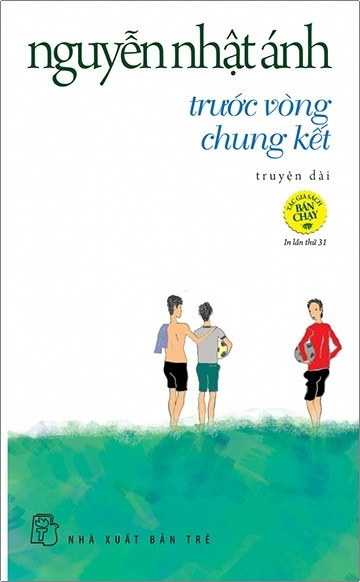 nguyễn nhật ánh
trước vòng
chung kết
truyện dài
TÁC GIẢ SÁCH
BÁN
CHẠY
In lần thứ 31
NHÀ XUẤT BẢN TRẺ